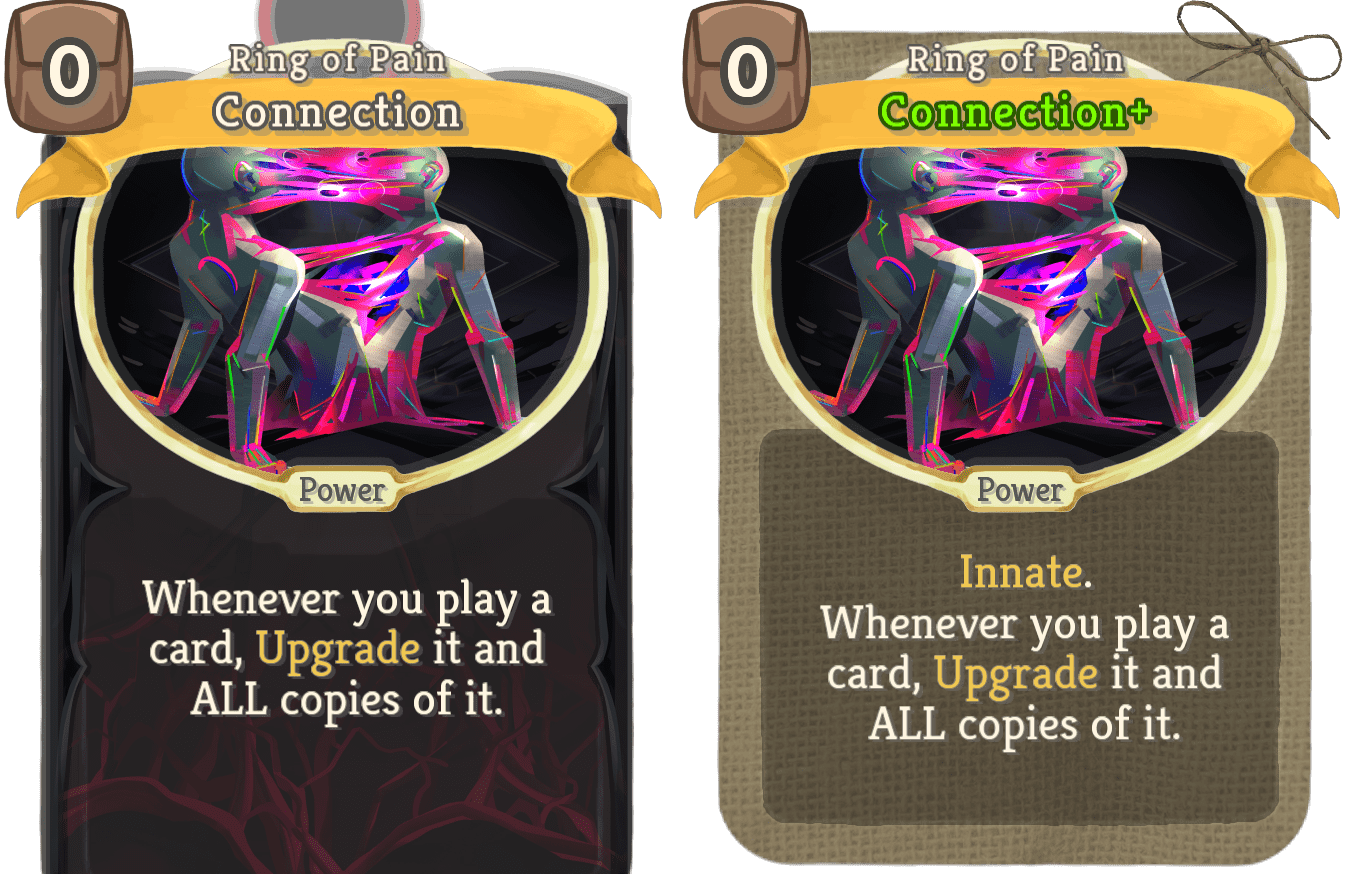 0
Ring of Pain
Connection
Power
Whenever you play a
card, Upgrade it and
ALL copies of it.
0
Ring of Pain
Connection+
Power
Innate.
Whenever you play a
card, Upgrade it and
ALL copies of it.